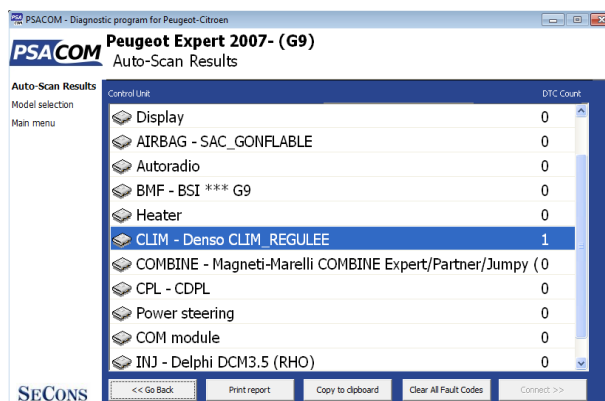 PSACOM - Diagnostic program for Peugeot-Citroen
PSACOM
Peugeot Expert 2007- (G9)
Auto-Scan Results
Auto-Scan Results
Model selection
Main menu
Control Unit DTC Count
Display 0
AIRBAG - SAC_GONFLABLE 0
Autoradio 0
BMF - BSI *** G9 0
Heater 0
CLIM - Denso CLIM_REGULEE 1
COMBINE - Magneti-Marelli COMBINE Expert/Partner/Jumpy ( 0
CPL - CDPL 0
Power steering 0
COM module 0
INJ - Delphi DCM3.5 (RHO) 0
SECONS
<< Go Back Print report Copy to clipboard Clear All Fault Codes Connect >>